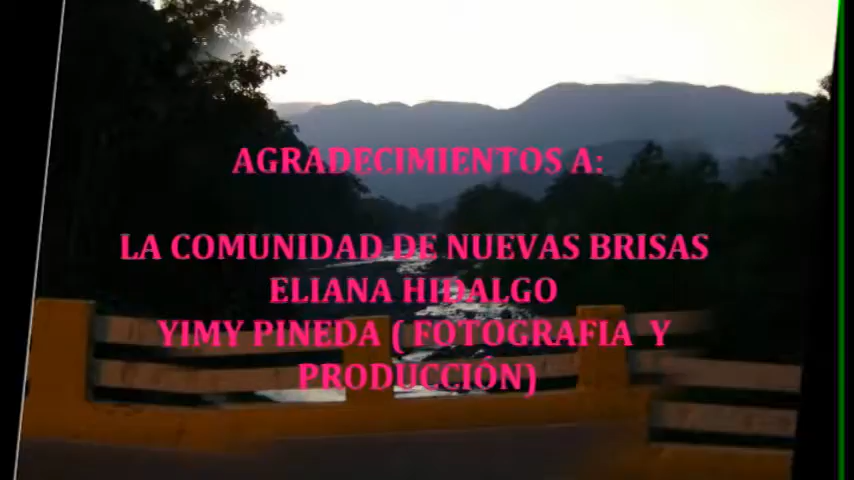 AGRADECIMIENTOS A:
LA COMUNIDAD DE NUEVAS BRISAS
ELIANA HIDALGO
YIMY PINEDA ( FOTOGRAFIA Y
PRODUCCIÓN)